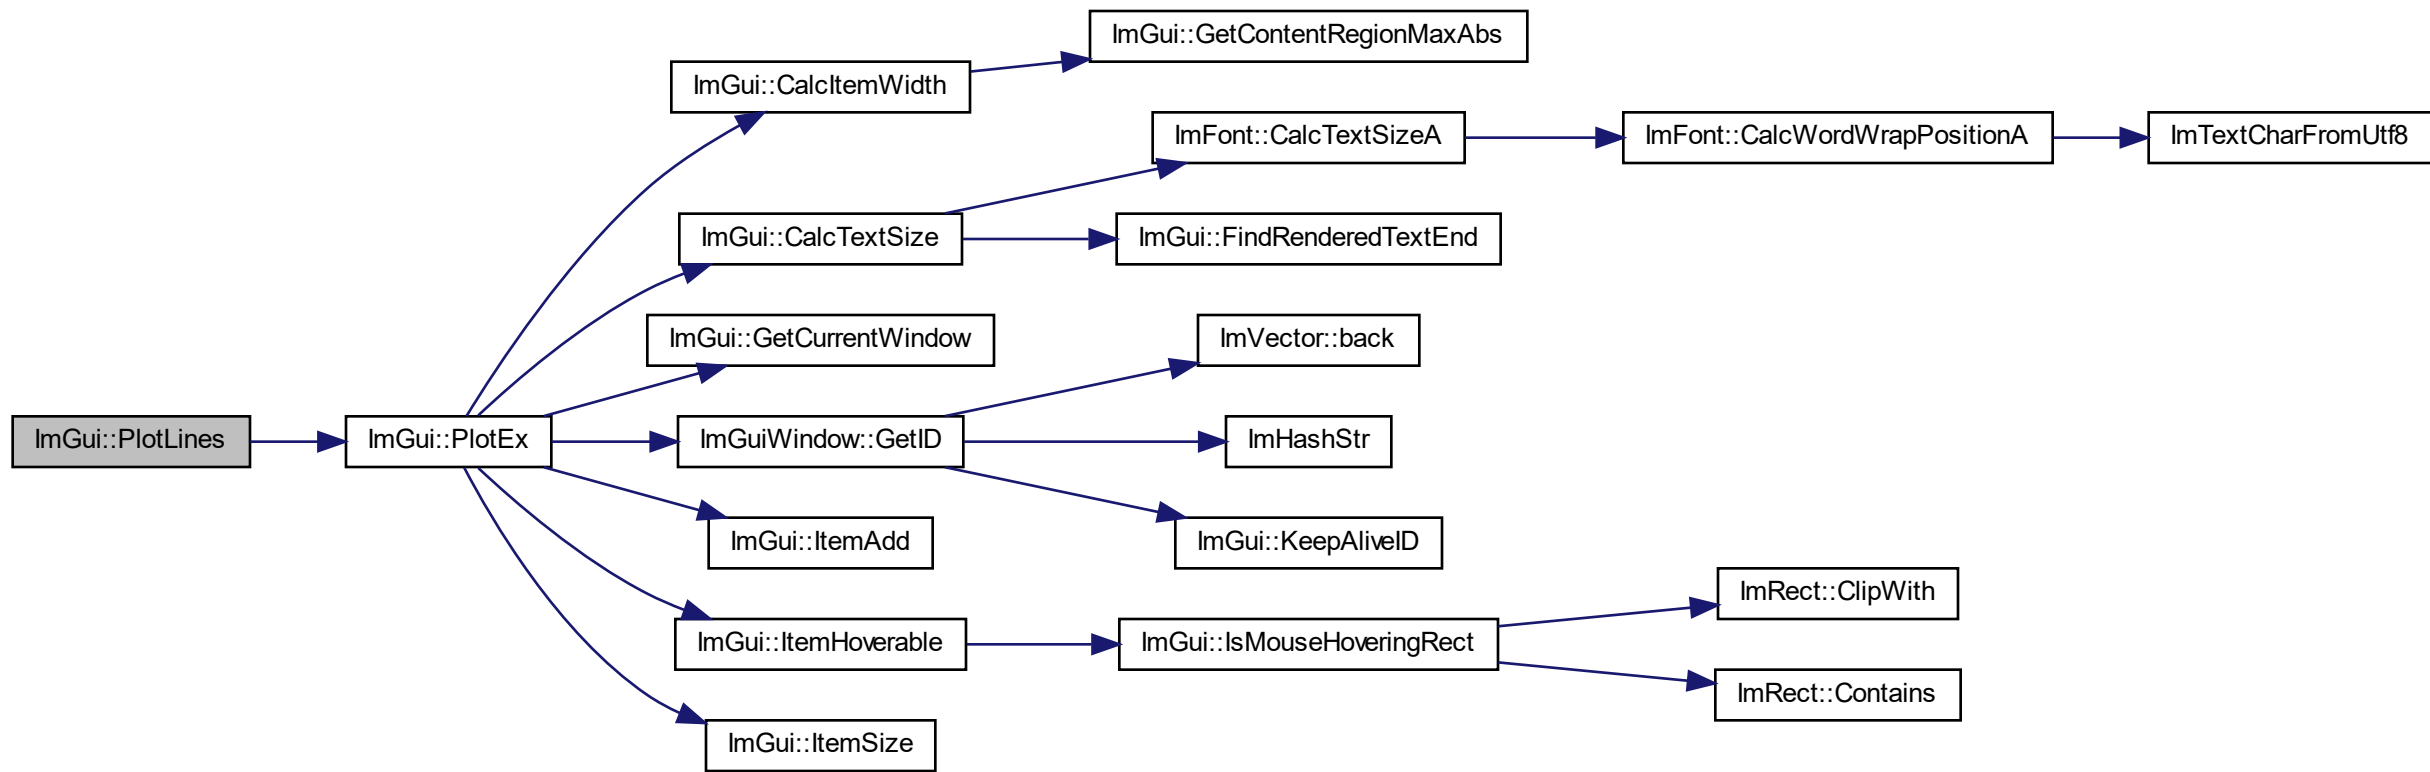 ImGui::GetContentRegionMaxAbs
ImGui::CalcItemWidth
ImFont::CalcTextSizeA
ImFont::CalcWordWrapPositionA
ImTextCharFromUtf8
ImGui::CalcTextSize
ImGui::FindRenderedTextEnd
ImGui::GetCurrentWindow
ImVector::back
ImGui::PlotLines
ImGui::PlotEx
ImGuiWindow::GetID
ImHashStr
ImGui::ItemAdd
ImGui::KeepAliveID
ImRect::ClipWith
ImGui::ItemHoverable
ImGui::IsMouseHoveringRect
ImRect::Contains
ImGui::ItemSize